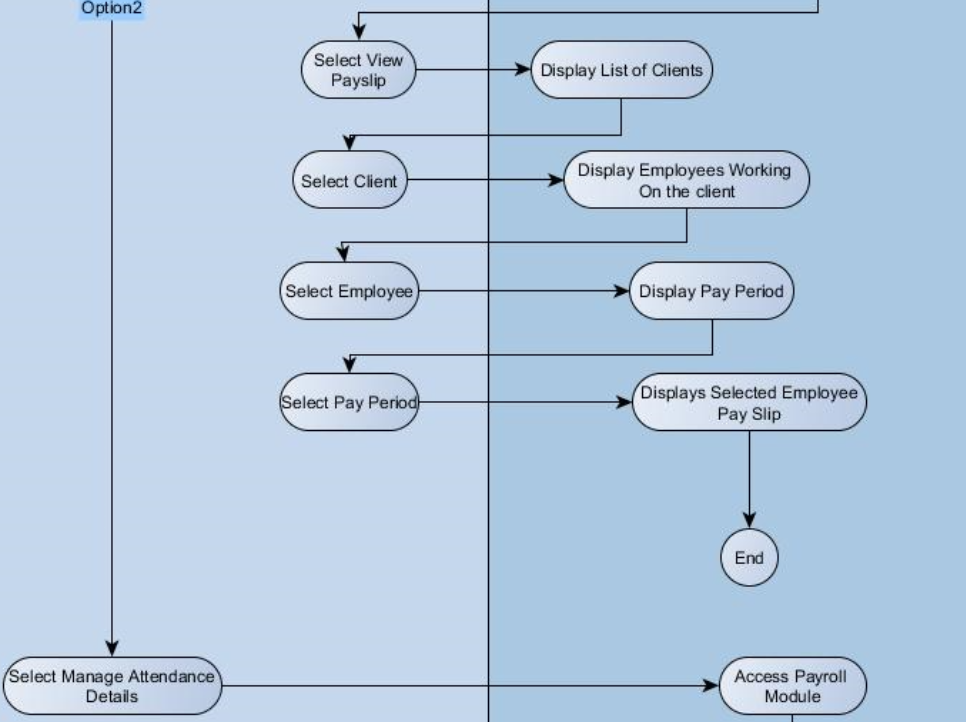 Option2
Select View
Payslip
Display List of Clients
Select Client
Display Employees Working
On the client
Select Employee
Display Pay Period
Select Pay Period
Displays Selected Employee
Pay Slip
End
Select Manage Attendance
Details
Access Payroll
Module